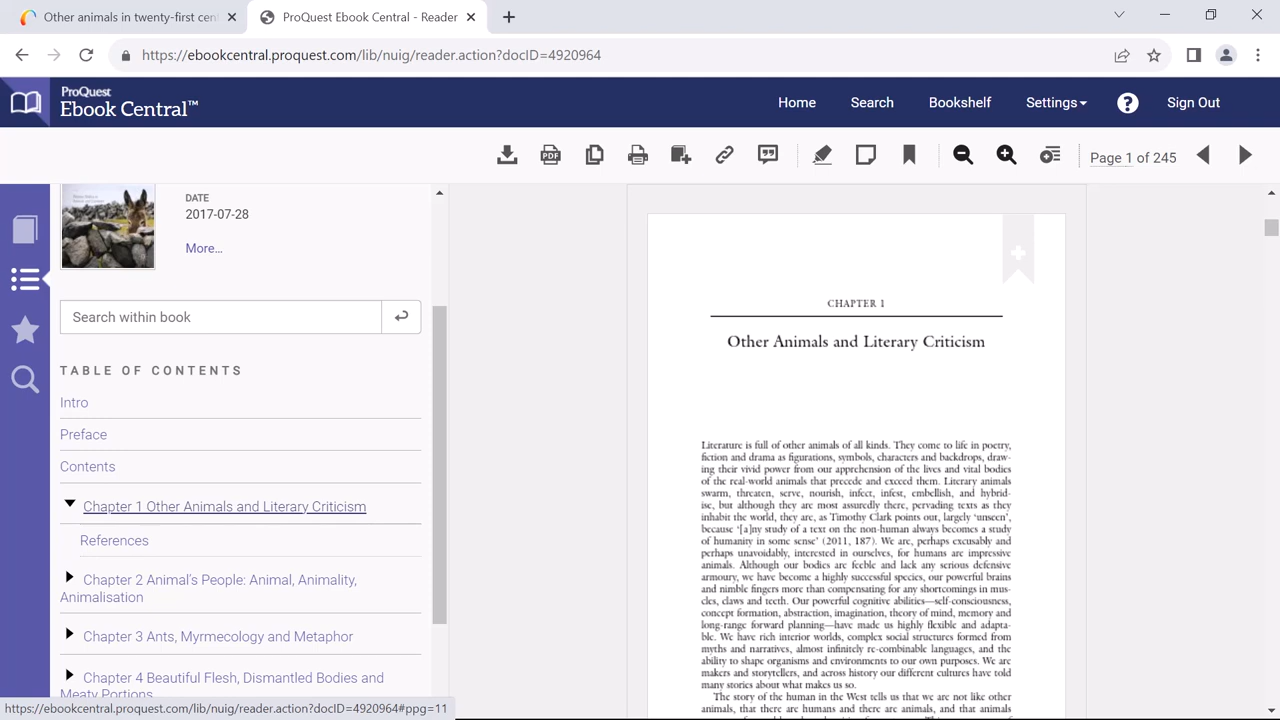 Other animals in twenty-first cen
ProQuest Ebook Central - Reader
https://ebookcentral.proquest.com/lib/nuig/reader.action?docID=4920964
ProQuest
Ebook Central™
Home
Search
Bookshelf
Settings
?
Sign Out
PDF
Page 1 of 245
DATE
2017-07-28
More…
Search within book
TABLE OF CONTENTS
Intro
Preface
Contents
Chapter 1 Other Animals and Literary Criticism
References
Chapter 2 Animals People: Animal, Animality,
Animalisation
Chapter 3 Ants, Myrmecology and Metaphor
Chapter 4 Fearful Intersections: Bodies and
Meaty Potions
https://ebookcentral.proquest.com/lib/nuig/reader.action?docID=4920964#ppg=11
CHAPTER 1
Other Animals and Literary Criticism
Literature is full of other animals of all kinds. They come to life in poetry,
fiction and drama as figurations, symbols, characters and backdrops, draw-
ing their vivid power from our apprehension of the lives and vital bodies
of the real-world animals that precede and exceed them. Literary animals
swarm, threaten, serve, nourish, infect, infest, embellish, and hybrid-
ise, but although they are most assuredly there, pervading texts as they
inhabit the world, they are, as Timothy Clark points out, largely ‘unseen’,
because ‘[a]ny study of a text on the non-human always becomes a study
of humanity in some sense’ (2011, 187). We are, perhaps excusably and
perhaps unavoidably, interested in ourselves, for humans are impressive
animals. Although our bodies are feeble and lack any serious defensive
armoury, we have become a highly successful species, our powerful brains
and nimble fingers more than compensating for any shortcomings in mus-
cles, claws and teeth. Our powerful cognitive abilities—self-consciousness,
concept formation, abstraction, imagination, theory of mind, memory and
long-range forward planning—have made us highly flexible and adapta-
ble. We have rich interior worlds, complex social structures formed from
myths and narratives, almost infinitely re-combinable languages, and the
ability to shape organisms and environments to our own purposes. We are
makers and storytellers, and across history our different cultures have told
many stories about what makes us so.
The story of the human in the West tells us that we are not like other
animals, that there are humans and there are animals, and that animals